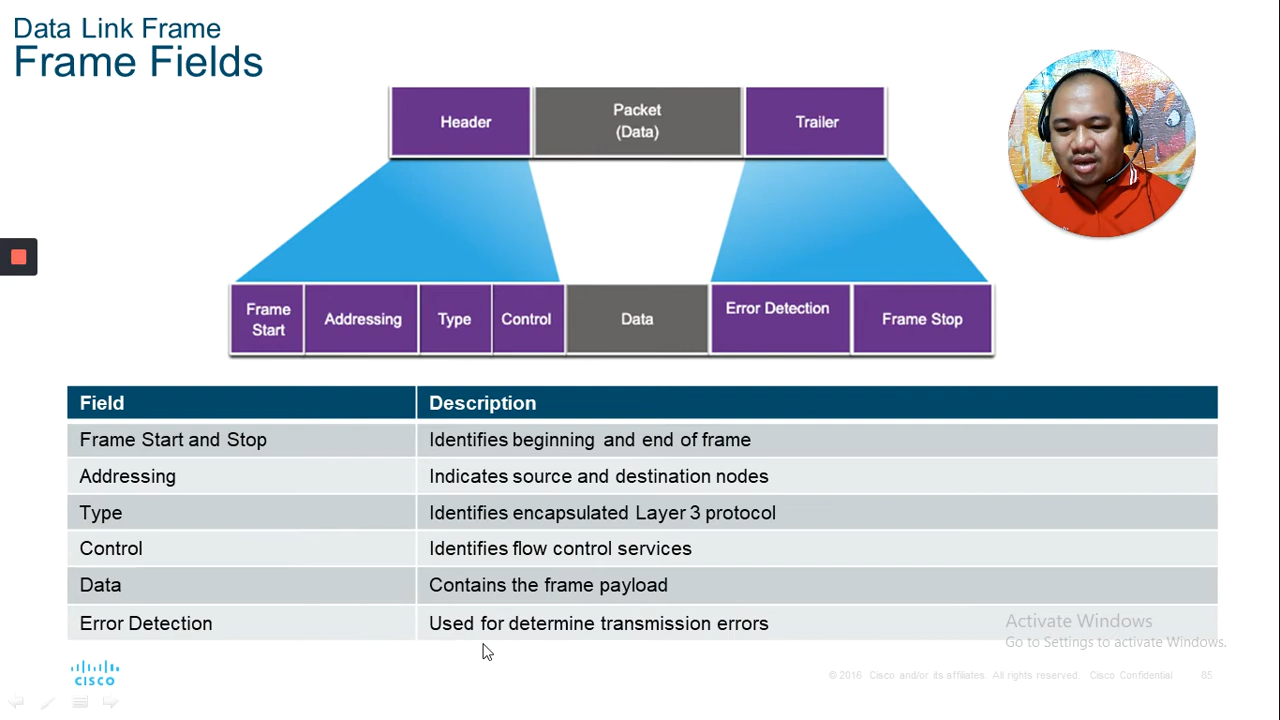 Data Link Frame
Frame Fields
Header
Packet
(Data)
Trailer
Frame
Start
Addressing
Type
Control
Data
Error Detection
Frame Stop
Field Description
Frame Start and Stop Identifies beginning and end of frame
Addressing Indicates source and destination nodes
Type Identifies encapsulated Layer 3 protocol
Control Identifies flow control services
Data Contains the frame payload
Error Detection Used for determine transmission errors
Activate Windows
Go to Settings to activate Windows.
CISCO
© 2016 Cisco and/or its affiliates. All rights reserved. Cisco Confidential 85